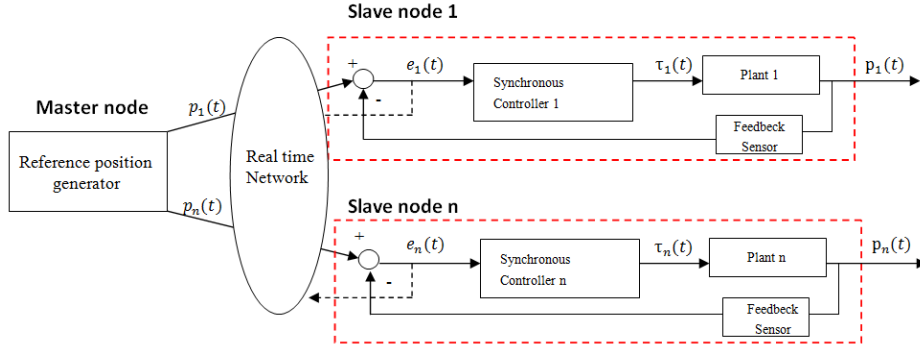 Slave node 1
+
e₁(t)
τ₁(t)
p₁(t)
Synchronous
Controller 1
Plant 1
-
Master node
p₁(t)
Feedbeck
Sensor
Reference position
generator
Real time
Network
pₙ(t)
Slave node n
+
eₙ(t)
τₙ(t)
pₙ(t)
Synchronous
Controller n
Plant n
-
Feedbeck
Sensor